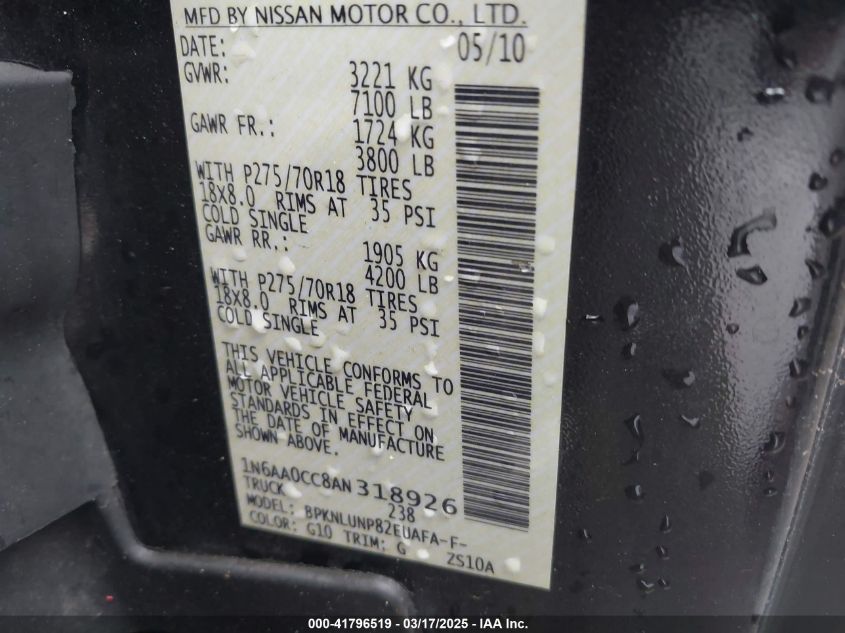 MFD BY NISSAN MOTOR CO., LTD.
DATE: 05/10
GVWR: 3221 KG
7100 LB
GAWR FR.: 1724 KG
3800 LB
WITH P275/70R18 TIRES
18X8.0 RIMS AT 35 PSI
COLD SINGLE
GAWR RR.: 1905 KG
4200 LB
WITH P275/70R18 TIRES
18X8.0 RIMS AT 35 PSI
COLD SINGLE
THIS VEHICLE CONFORMS TO
ALL APPLICABLE FEDERAL
MOTOR VEHICLE SAFETY
STANDARDS IN EFFECT ON
THE DATE OF MANUFACTURE
SHOWN ABOVE.
1N6AA0CC8AN318926
TRUCK 238
MODEL: BPKNLUNP82EUAFA-F-
COLOR: G10 TRIM: G ZS10A
000-41796519 - 03/17/2025 - IAA Inc.